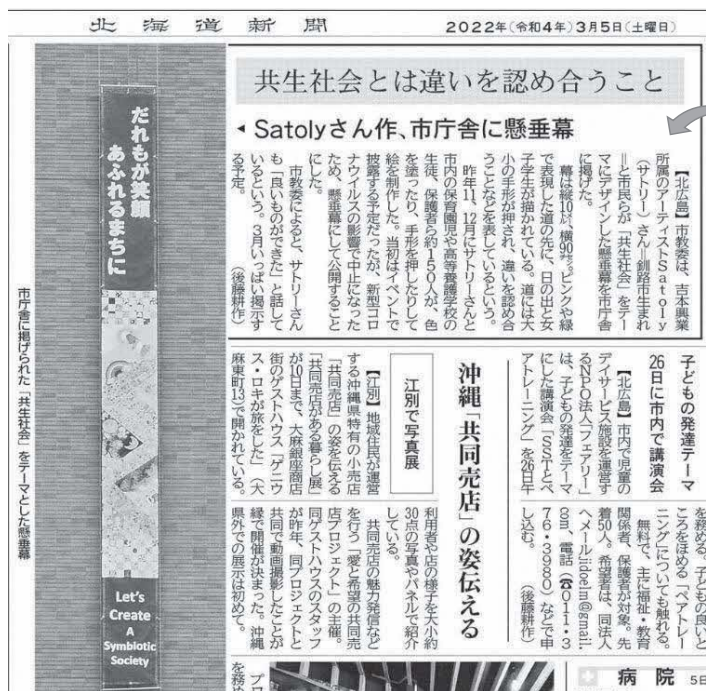 北海道新聞
2022年(令和4年)3月5日(土曜日)
共生社会とは違いを認め合うこと
Satolyさん作、市庁舎に懸垂幕
【北広島】市教委は、吉本興業
所属のアーティストSatoly
(サトリー)さん=釧路市生まれ
=と市民らが「共生社会」をテー
マにデザインした懸垂幕を市庁舎
に掲げた。
幕は縦10㍍、横90㌢。ピンクや緑
で表現した道の先に、日の出と女
子学生が描かれている。道には大
小の手形が押され、違いを認め合
うことなどを表しているという。
昨年11、12月にサトリーさんと
市内の保育園児や高等養護学校の
生徒、保護者ら約150人が、色
を塗ったり、手形を押したりして
絵を制作した。当初はイベントで
披露する予定だったが、新型コロ
ナウイルスの影響で中止になった
ため、懸垂幕にして公開すること
にした。
市教委によると、サトリーさん
も「良いものができた」と話して
いるという。3月いっぱい掲示す
る予定。
(後藤耕作)
だれもが笑顔
あふれるまちに
Let's
Create
A
Symbiotic
Society
市庁舎に掲げられた「共生社会」をテーマとした懸垂幕
子どもの発達テーマ
26日に市内で講演会
【北広島】市内で児童の
デイサービス施設を運営す
るNPO法人「フェアリー」
は、子どもの発達をテーマ
にした講演会「SSTとペ
アトレーニング」を26日午
を務める。子どもの良いと
ころをほめる「ペアトレー
ニング」についても触れる。
無料で、主に福祉・教育
関係者、保護者が対象。先
着50人。希望者は、同法人
へメールjidoeim@gmail.
com、電話(☎011・3
76・3980)などで申
し込む。
(後藤耕作)
沖縄「共同売店」の姿伝える
江別で写真展
【江別】地域住民が運営
する沖縄県特有の小売店
「共同売店」の姿を伝える
「共同売店がある暮らし展」
が10日まで、大麻銀座商店
街のゲストハウス「ゲニウ
ス・ロキが旅をした」(大
麻東町13)で開かれている。
利用者や店の様子を大小約
30点の写真やパネルで紹介
している。
共同売店の魅力発信など
を行う「愛と希望の共同売
店プロジェクト」の主催。
同ゲストハウスのスタッフ
が昨年、同プロジェクトと
共同で動画撮影したことが
縁で開催が決まった。沖縄
県外での展示は初めて。
病院
5日